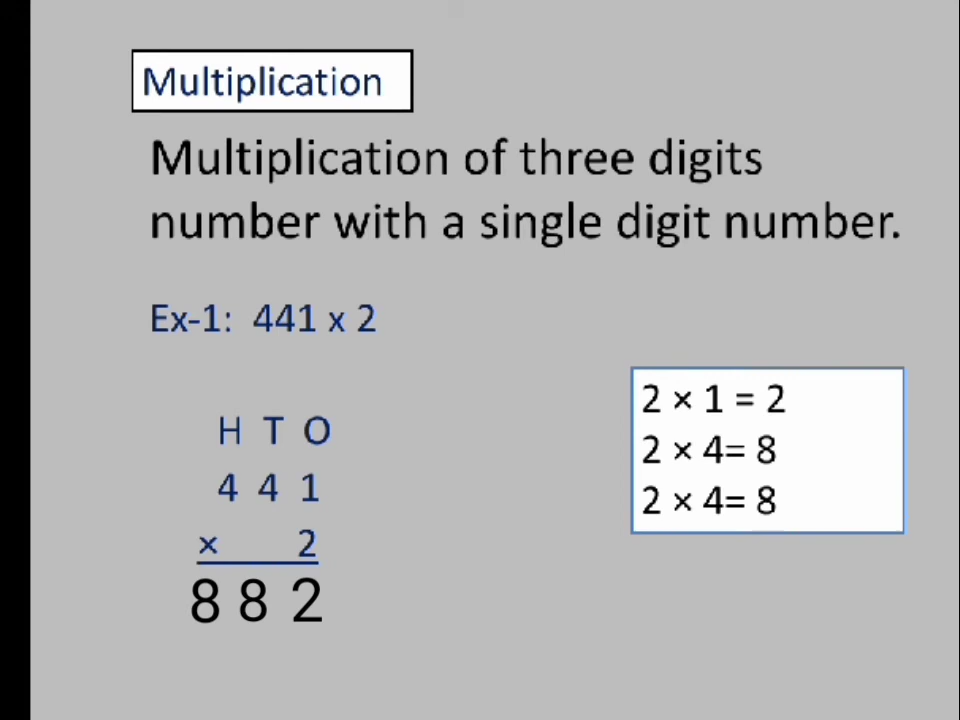 Multiplication
Multiplication of three digits
number with a single digit number.
Ex-1: 441 x 2
H T O
4 4 1
× 2
8 8 2
2 × 1 = 2
2 × 4= 8
2 × 4= 8